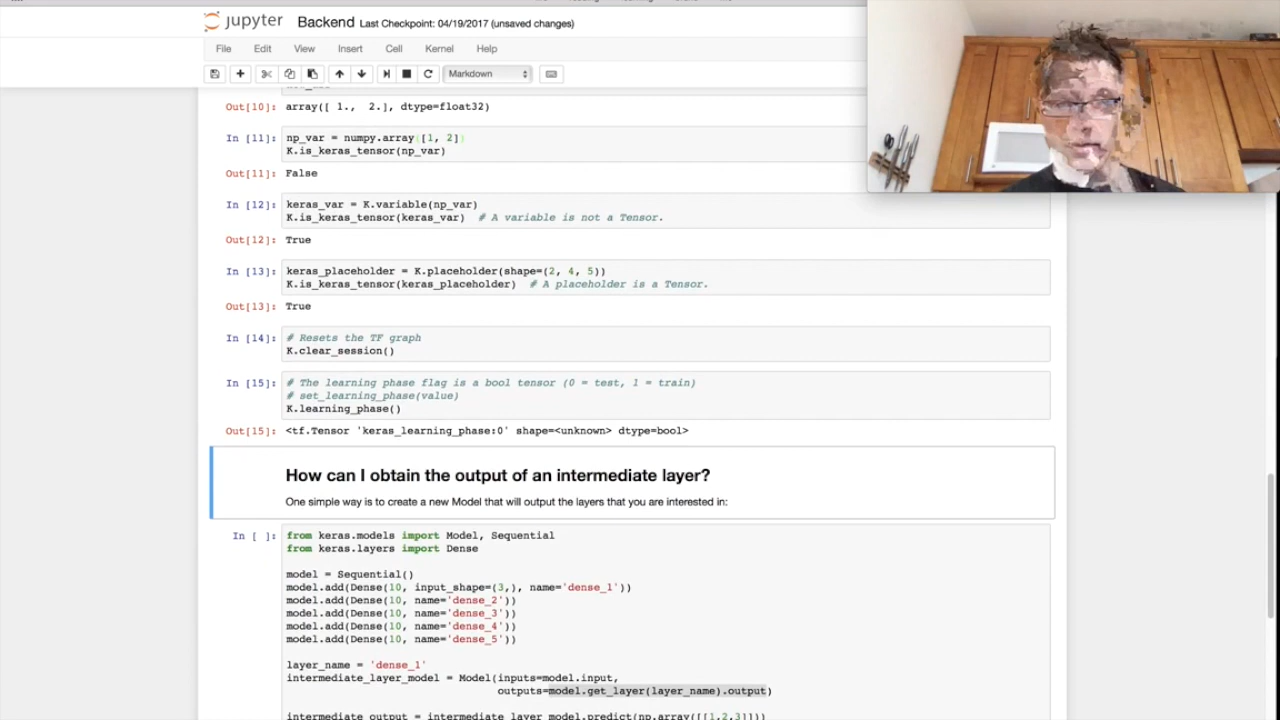 jupyter Backend Last Checkpoint: 04/19/2017 (unsaved changes)
File Edit View Insert Cell Kernel Help
Markdown
Out[10]: array([ 1., 2.], dtype=float32)
In [11]: np_var = numpy.array([1, 2])
K.is_keras_tensor(np_var)
Out[11]: False
In [12]: keras_var = K.variable(np_var)
K.is_keras_tensor(keras_var) # A variable is not a Tensor.
Out[12]: True
In [13]: keras_placeholder = K.placeholder(shape=(2, 4, 5))
K.is_keras_tensor(keras_placeholder) # A placeholder is a Tensor.
Out[13]: True
In [14]: # Resets the TF graph
K.clear_session()
In [15]: # The learning phase flag is a bool tensor (0 = test, 1 = train)
# set_learning_phase(value)
K.learning_phase()
Out[15]: <tf.Tensor 'keras_learning_phase:0' shape=<unknown> dtype=bool>
How can I obtain the output of an intermediate layer?
One simple way is to create a new Model that will output the layers that you are interested in:
In [ ]: from keras.models import Model, Sequential
from keras.layers import Dense
model = Sequential()
model.add(Dense(10, input_shape=(3,), name='dense_1'))
model.add(Dense(10, name='dense_2'))
model.add(Dense(10, name='dense_3'))
model.add(Dense(10, name='dense_4'))
model.add(Dense(10, name='dense_5'))
layer_name = 'dense_1'
intermediate_layer_model = Model(inputs=model.input,
outputs=model.get_layer(layer_name).output)
intermediate_output = intermediate_layer_model.predict(np.array([[1,2,3]]))